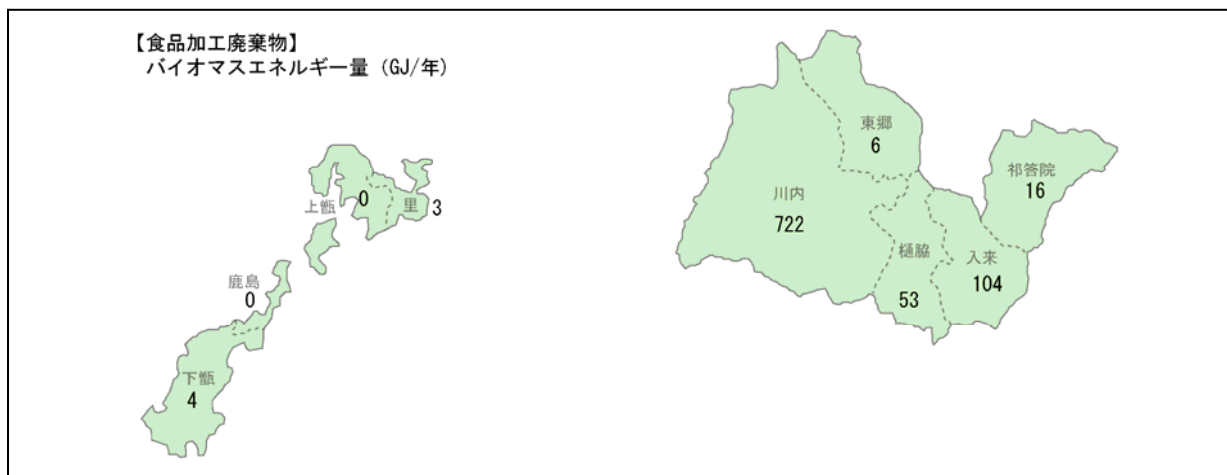 【食品加工廃棄物】
バイオマスエネルギー量（GJ/年）
東郷
6
祁答院
16
川内
722
上甑
0
里
3
樋脇
53
入来
104
鹿島
0
下甑
4